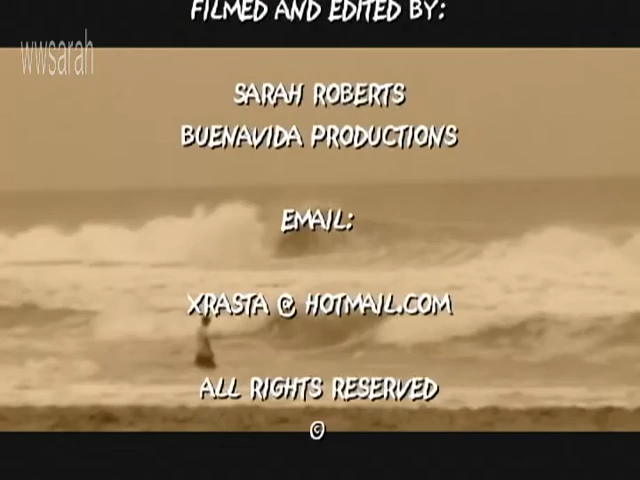 FILMED AND EDITED BY:
wwsarah
SARAH ROBERTS
BUENAVIDA PRODUCTIONS
EMAIL:
XRASTA @ HOTMAIL.COM
ALL RIGHTS RESERVED
©